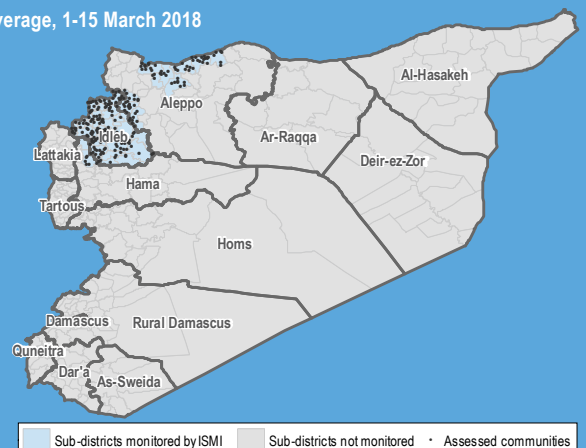 verage, 1-15 March 2018
Al-Hasakeh
Aleppo
Idleb
Ar-Raqqa
Lattakia
Deir-ez-Zor
Hama
Tartous
Homs
Damascus
Rural Damascus
Quneitra
Dar'a
As-Sweida
Sub-districts monitored by ISMI
Sub-districts not monitored
Assessed communities